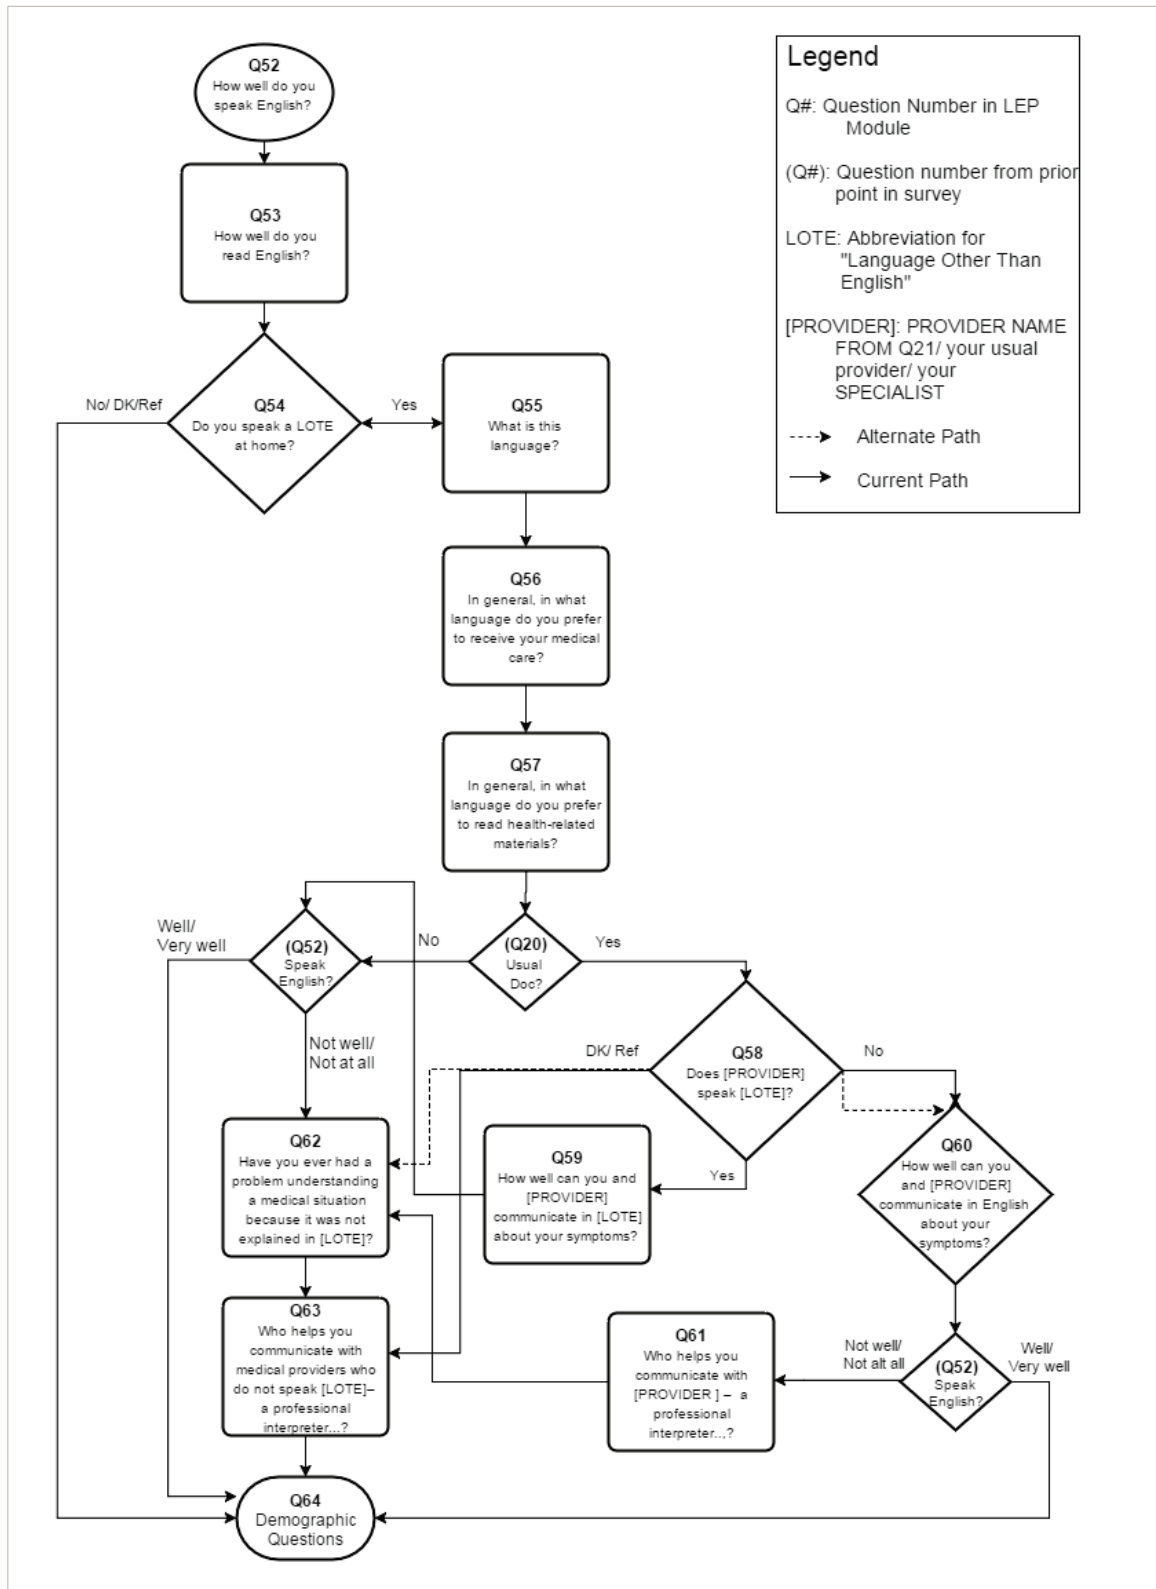 Q52
How well do you
speak English?
Legend
Q#: Question Number in LEP
Module
(Q#): Question number from prior
point in survey
LOTE: Abbreviation for
"Language Other Than
English"
[PROVIDER]: PROVIDER NAME
FROM Q21/ your usual
provider/ your
SPECIALIST
Alternate Path
Current Path
Q53
How well do you
read English?
No/ DK/Ref
Q54
Do you speak a LOTE
at home?
Yes
Q55
What is this
language?
Q56
In general, in what
language do you prefer
to receive your medical
care?
Q57
In general, in what
language do you prefer
to read health-related
materials?
Well/
Very well
(Q52)
Speak
English?
No
(Q20)
Usual
Doc?
Yes
Not well/
Not at all
DK/ Ref
Q58
Does [PROVIDER]
speak [LOTE]?
No
Yes
Q62
Have you ever had a
problem understanding
a medical situation
because it was not
explained in [LOTE]?
Q59
How well can you and
[PROVIDER]
communicate in [LOTE]
about your symptoms?
Q60
How well can you
and [PROVIDER]
communicate in English
about your
symptoms?
Q63
Who helps you
communicate with
medical providers who
do not speak [LOTE]–
a professional
interpreter...?
Q61
Who helps you
communicate with
[PROVIDER ] – a
professional
interpreter..,?
Not well/
Not alt all
(Q52)
Speak
English?
Well/
Very well
Q64
Demographic
Questions